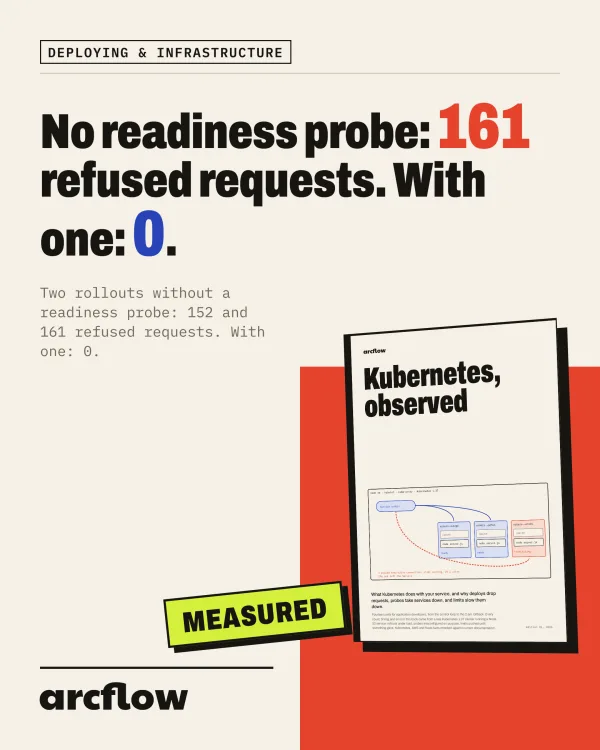 DEPLOYING & INFRASTRUCTURE
No readiness probe: 161
refused requests. With
one: 0.
Two rollouts without a
readiness probe: 152 and
161 refused requests. With
one: 0.
arcflow
Kubernetes,
observed
What Kubernetes does with your service, and why deploys drop
requests, probes take services down, and limits slow them
down.
MEASURED
arcflow